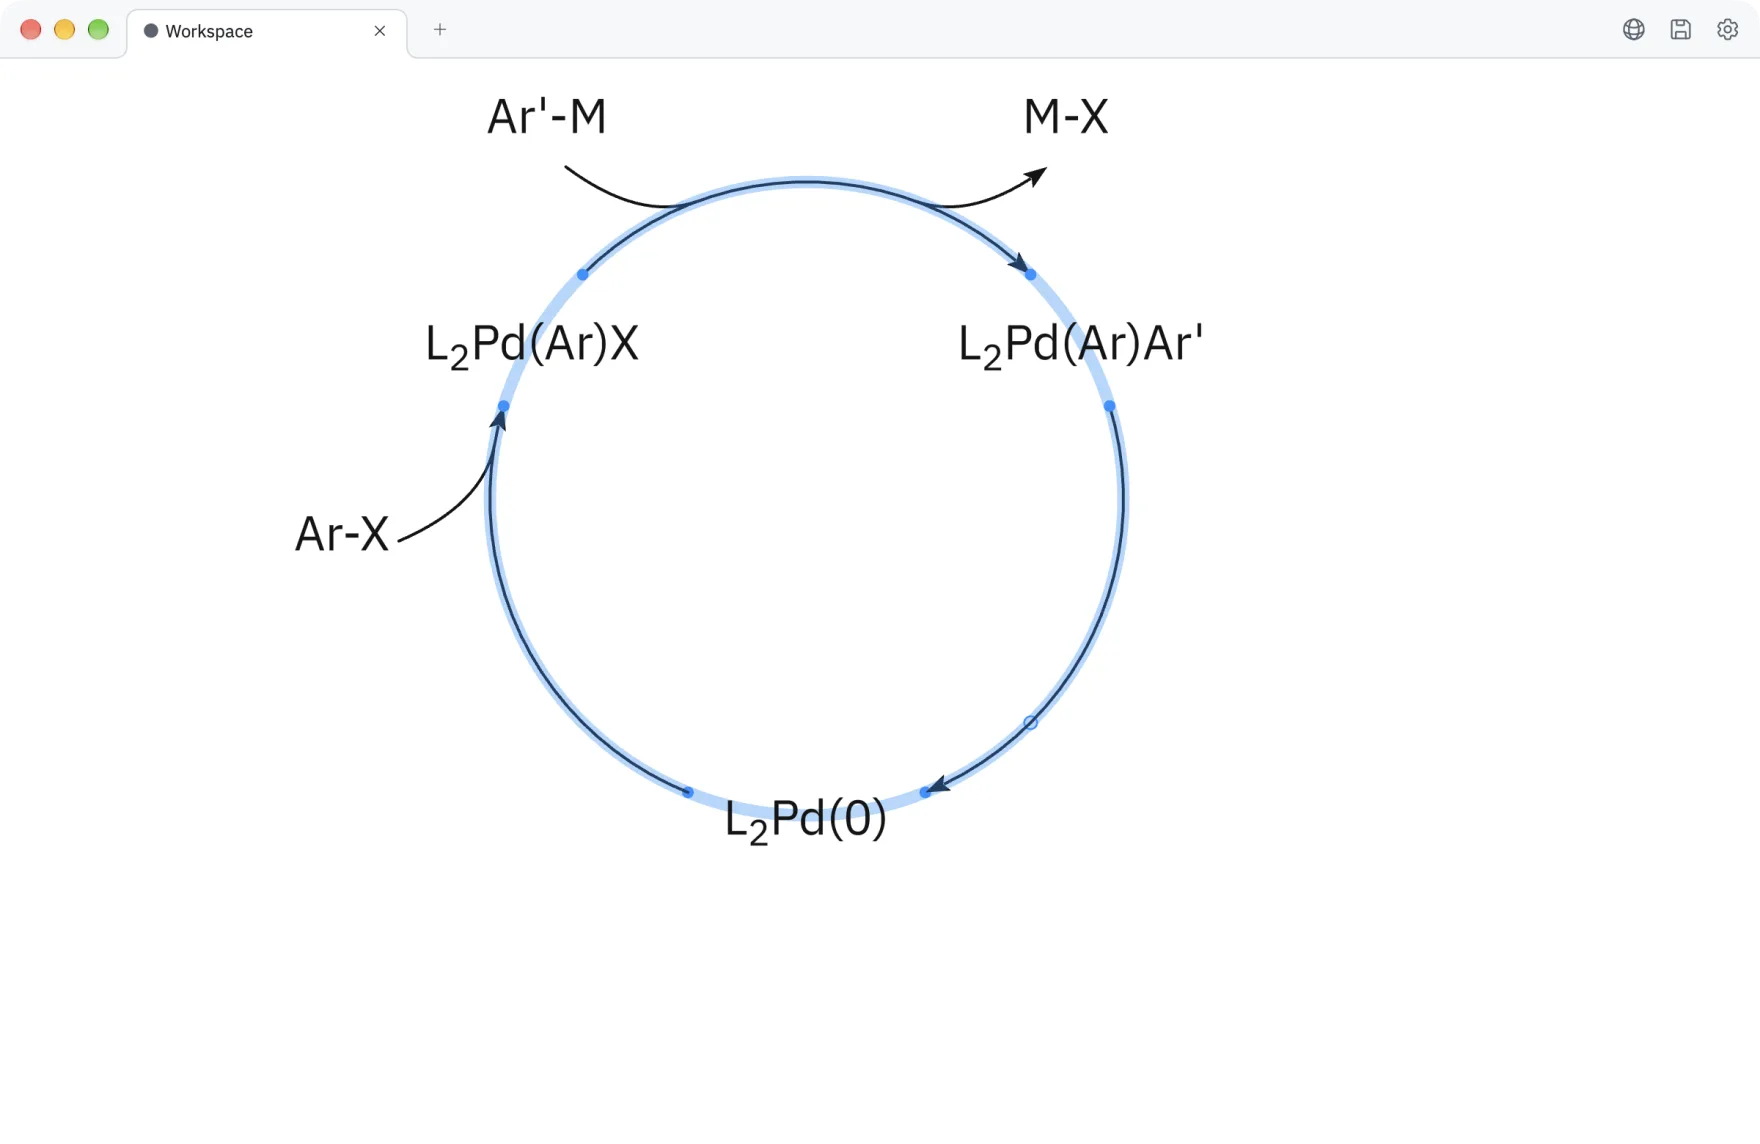 Workspace
Ar'-M
M-X
L₂Pd(Ar)X
L₂Pd(Ar)Ar'
Ar-X
L₂Pd(0)